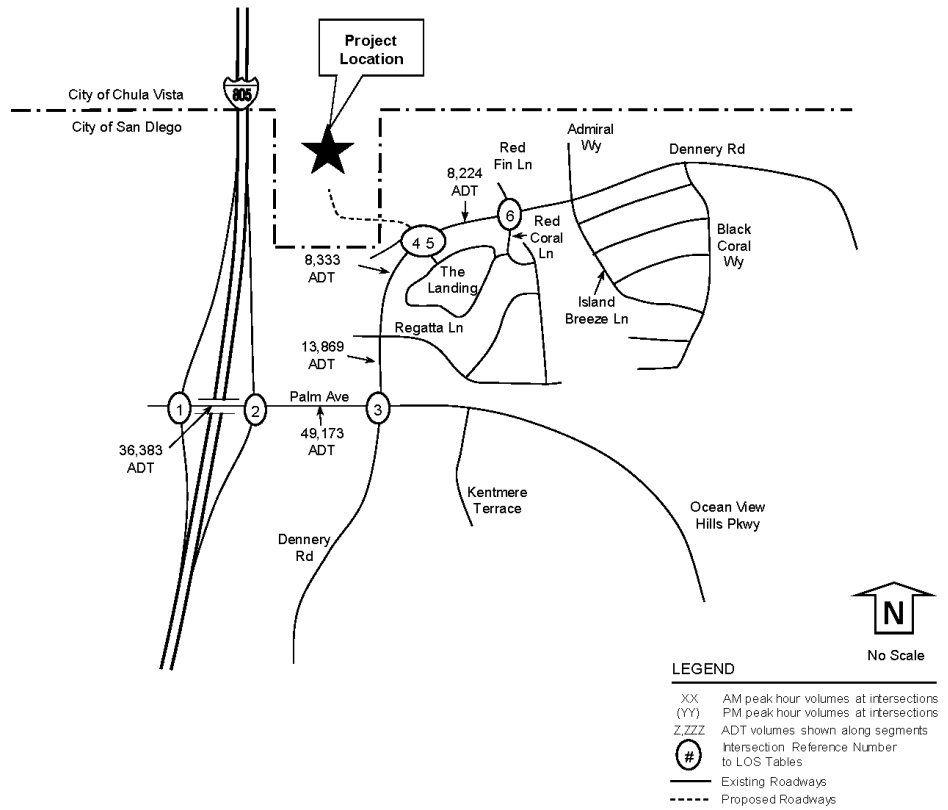 Project
Location
805
City of Chula Vista
City of San DIego
Admiral
Wy
Dennery Rd
Red
Fin Ln
8,224
ADT
6
Red
Coral
Ln
4 5
Black
Coral
Wy
8,333
ADT
The
Landing
Island
Breeze Ln
Regatta Ln
13,869
ADT
Palm Ave
1
2
3
49,173
ADT
36,383
ADT
Kentmere
Terrace
Ocean View
Hills Pkwy
Dennery
Rd
N
No Scale
LEGEND
XX AM peak hour volumes at intersections
(YY) PM peak hour volumes at intersections
Z,ZZZ ADT volumes shown along segments
# Intersection Reference Number
to LOS Tables
Existing Roadways
Proposed Roadways